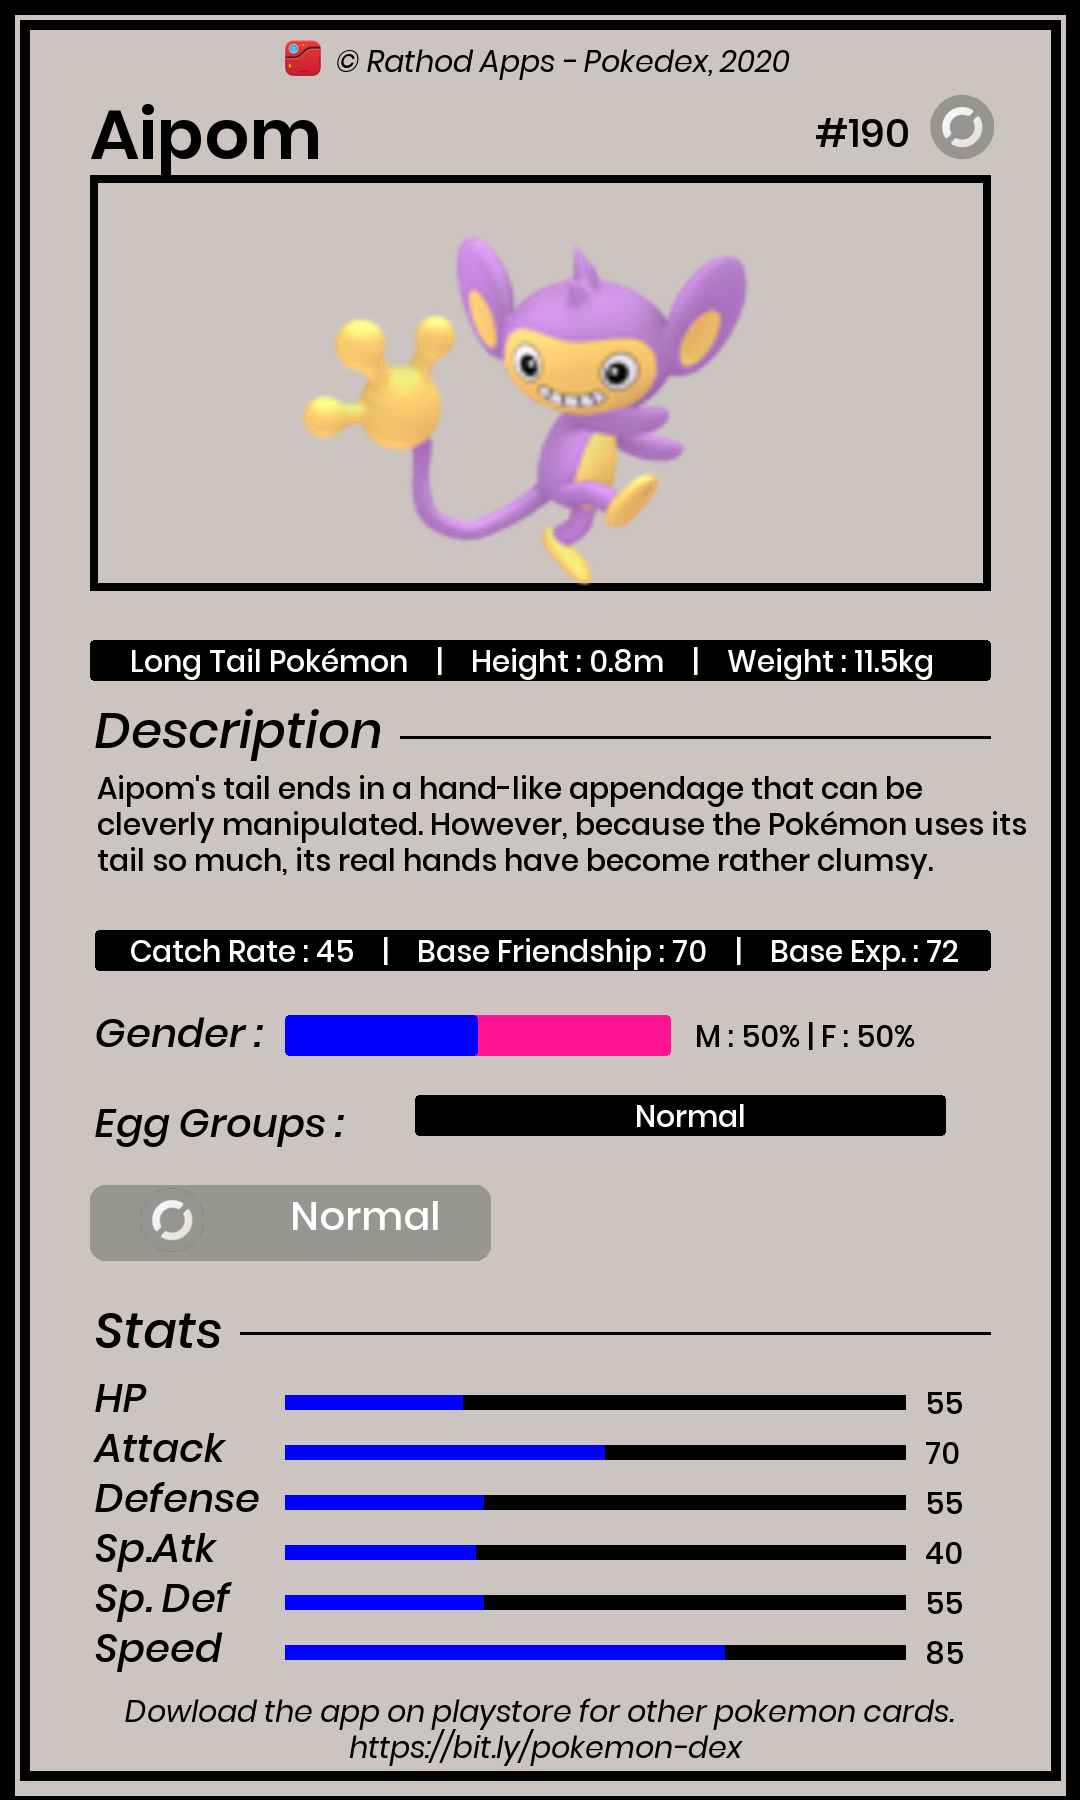 © Rathod Apps - Pokedex, 2020
Aipom
#190
Long Tail Pokémon | Height : 0.8m | Weight : 11.5kg
Description
Aipom's tail ends in a hand-like appendage that can be
cleverly manipulated. However, because the Pokémon uses its
tail so much, its real hands have become rather clumsy.
Catch Rate : 45 | Base Friendship : 70 | Base Exp. : 72
Gender : M : 50% | F : 50%
Egg Groups : Normal
Normal
Stats
HP 55
Attack 70
Defense 55
Sp.Atk 40
Sp. Def 55
Speed 85
Dowload the app on playstore for other pokemon cards.
https://bit.ly/pokemon-dex